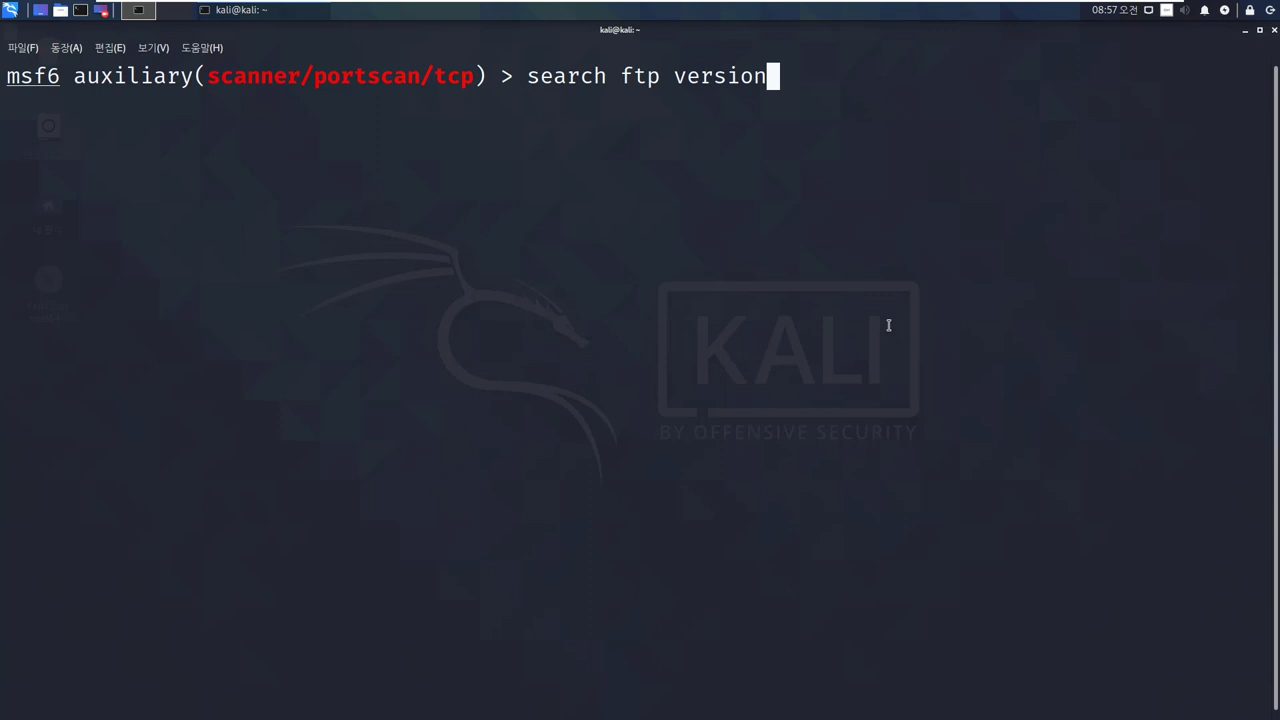 kali@kali: ~
08:57 오전
kali@kali: ~
파일(F) 동장(A) 편집(E) 보기(V) 도움말(H)
msf6 auxiliary(scanner/portscan/tcp) > search ftp version
KALI
BY OFFENSIVE SECURITY